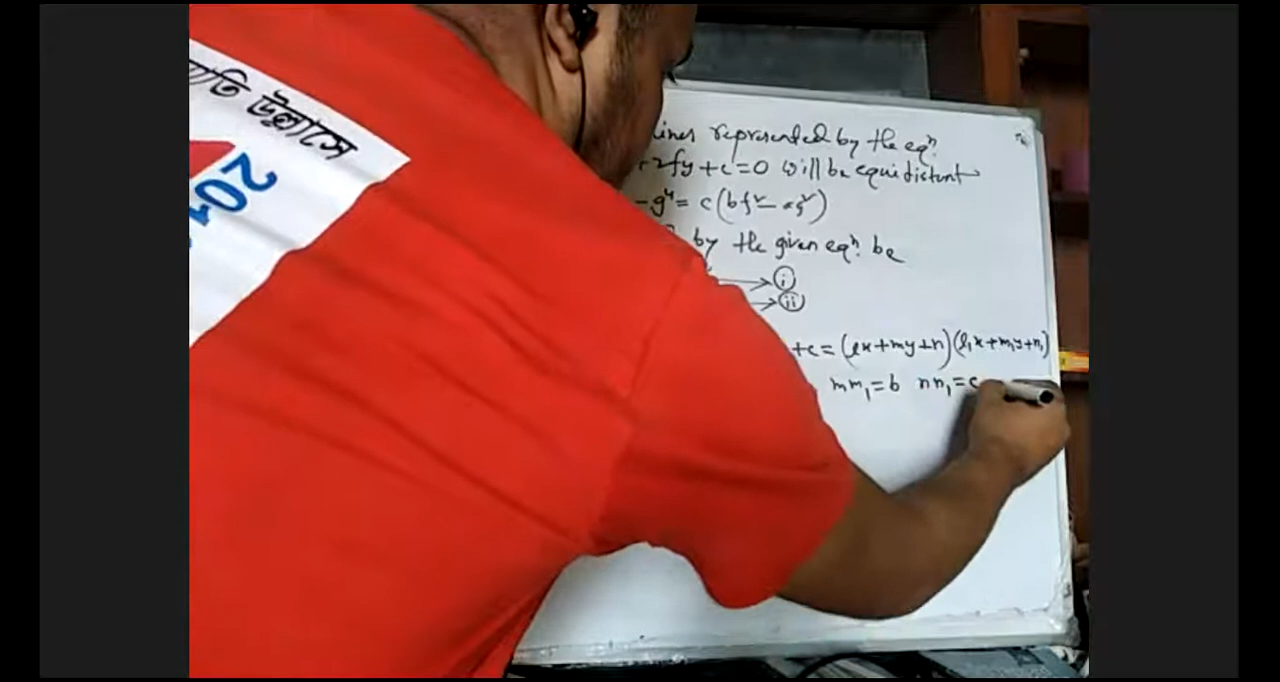 উল্লাসে
201
lines represented by the eqⁿ.
+2fy+c=0 will be equidistant
-g⁴= c(bf²-ag²)
by the given eqⁿ. be
→ (i)
→ (ii)
+c=(lx+my+n)(l₁x+m₁y+n₁)
mm₁=b nn₁=c